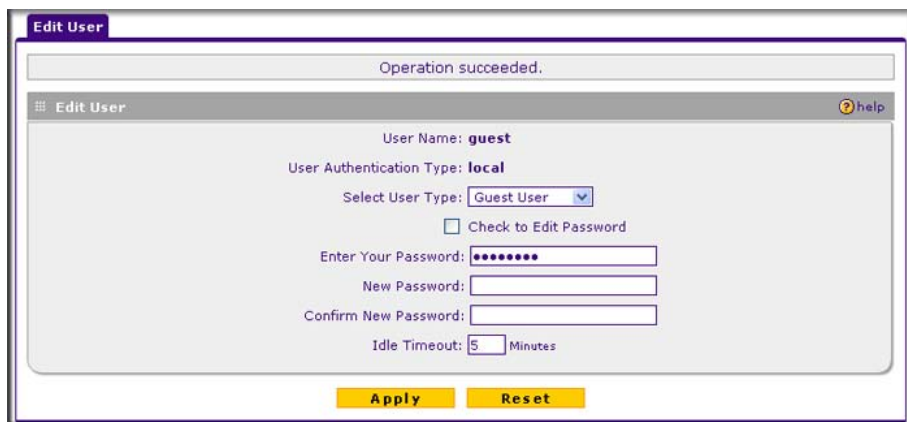 Edit User
Operation succeeded.
Edit User
? help
User Name: guest
User Authentication Type: local
Select User Type: Guest User
Check to Edit Password
Enter Your Password: ••••••••
New Password:
Confirm New Password:
Idle Timeout: 5 Minutes
Apply Reset